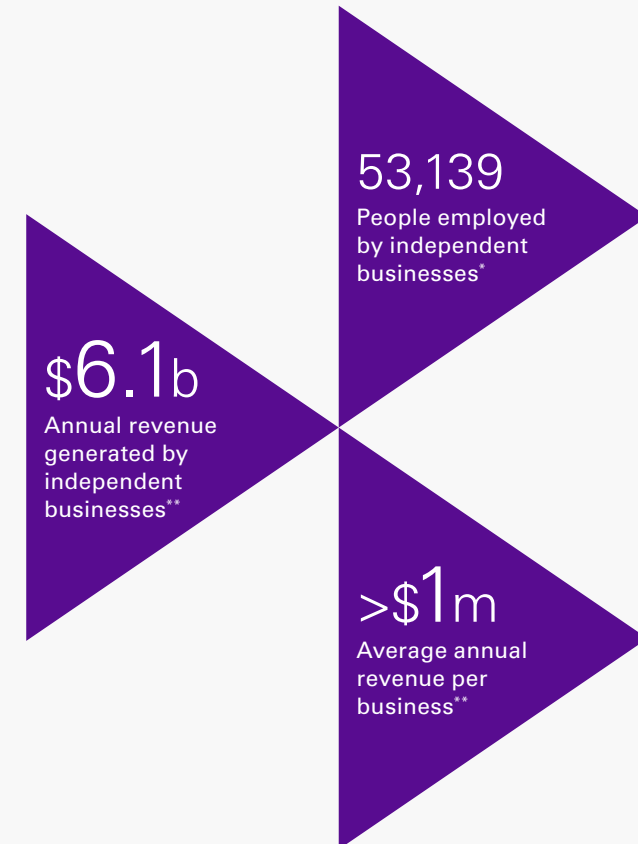 53,139
People employed
by independent
businesses*
$6.1b
Annual revenue
generated by
independent
businesses**
>$1m
Average annual
revenue per
business**